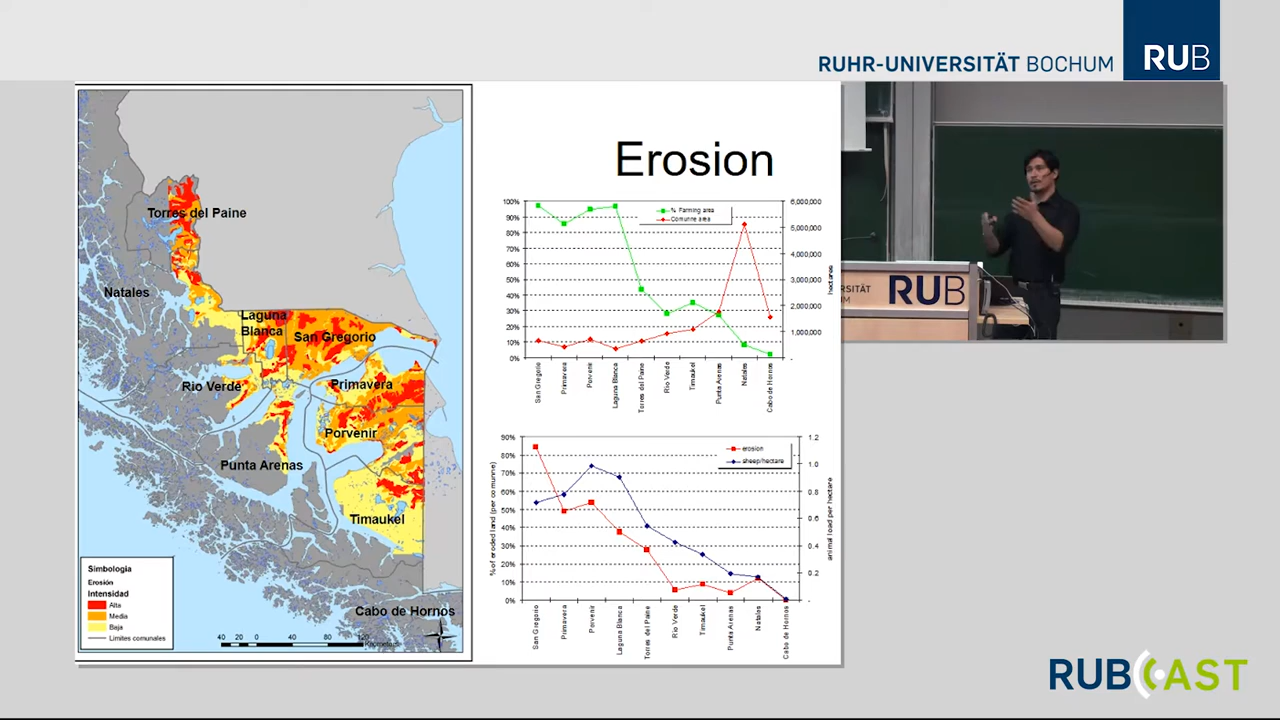 RUHR-UNIVERSITÄT BOCHUM
RUB
Torres del Paine
Natales
Laguna
Blanca
San Gregorio
Rio Verde
Primavera
Porvenir
Punta Arenas
Timaukel
Cabo de Hornos
Simbologia
Erosión
Intensidad
Alta
Media
Baja
Limites comunales
40 20 0 40 80 120
Erosion
% Farming area
Comunne area
100%
90%
80%
70%
60%
50%
40%
30%
20%
10%
0%
6,000,000
5,000,000
4,000,000
3,000,000
2,000,000
1,000,000
-
hectares
San Gregorio
Primavera
Porvenir
Laguna Blanca
Torres del Paine
Rio Verde
Timaukel
Punta Arenas
Natales
Cabo de Hornos
erosion
sheep/hectare
% of eroded land (per comunne)
90%
80%
70%
60%
50%
40%
30%
20%
10%
0%
1.2
1.0
0.8
0.6
0.4
0.2
-
animal load per hectare
San Gregorio
Primavera
Porvenir
Laguna Blanca
Torres del Paine
Rio Verde
Timaukel
Punta Arenas
Natales
Cabo de Hornos
RUB
RUBCAST